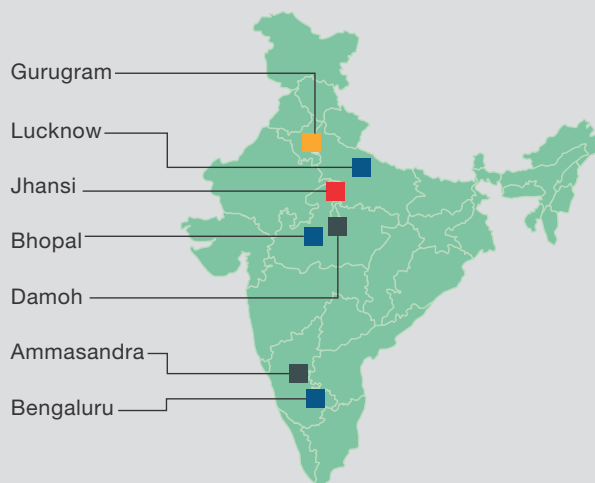 Gurugram
Lucknow
Jhansi
Bhopal
Damoh
Ammasandra
Bengaluru